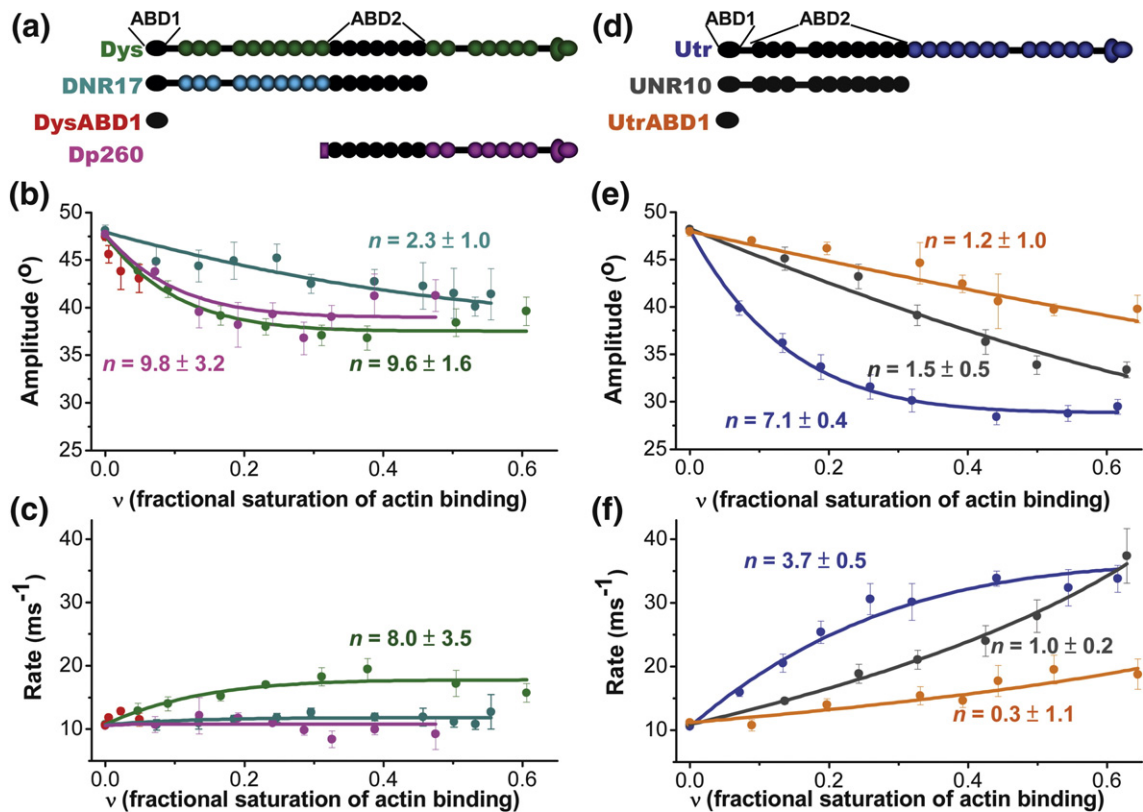 (a)
ABD1
ABD2
Dys
DNR17
DysABD1
Dp260
(d)
ABD1
ABD2
Utr
UNR10
UtrABD1
(b)
50
45
40
35
30
25
Amplitude (º)
n = 2.3 ± 1.0
n = 9.8 ± 3.2
n = 9.6 ± 1.6
0.0 0.2 0.4 0.6
ν (fractional saturation of actin binding)
(e)
50
45
40
35
30
25
Amplitude (º)
n = 1.2 ± 1.0
n = 1.5 ± 0.5
n = 7.1 ± 0.4
0.0 0.2 0.4 0.6
ν (fractional saturation of actin binding)
(c)
40
30
20
10
Rate (ms⁻¹)
n = 8.0 ± 3.5
0.0 0.2 0.4 0.6
ν (fractional saturation of actin binding)
(f)
40
30
20
10
Rate (ms⁻¹)
n = 3.7 ± 0.5
n = 1.0 ± 0.2
n = 0.3 ± 1.1
0.0 0.2 0.4 0.6
ν (fractional saturation of actin binding)